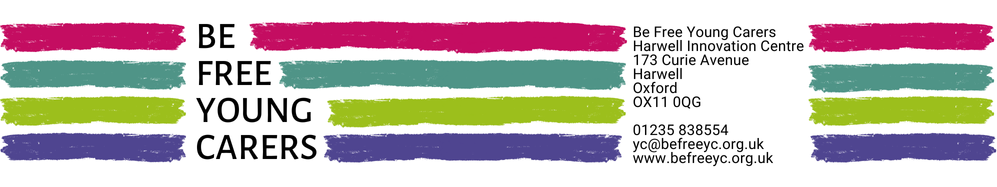 BE
FREE
YOUNG
CARERS
Be Free Young Carers
Harwell Innovation Centre
173 Curie Avenue
Harwell
Oxford
OX11 0QG
01235 838554
yc@befreeyc.org.uk
www.befreeyc.org.uk